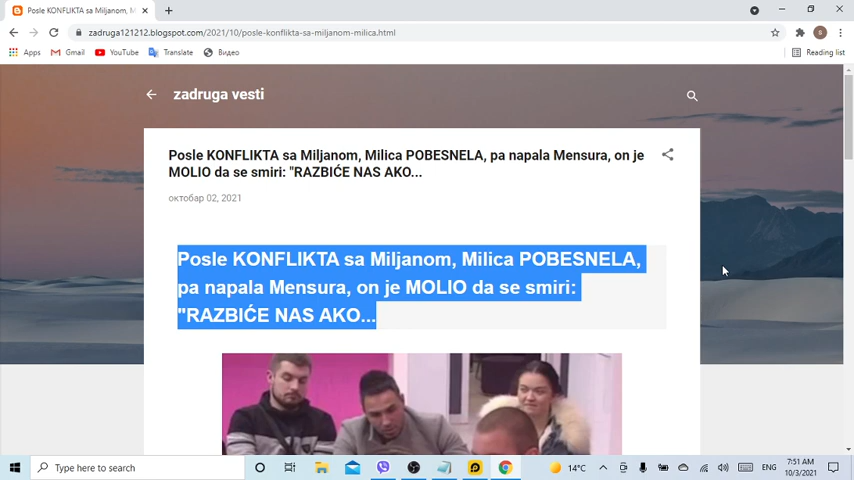 Posle KONFLIKTA sa Miljanom, M
zadruga121212.blogspot.com/2021/10/posle-konflikta-sa-miljanom-milica.html
B
Apps Gmail YouTube Translate Видео Reading list
zadruga vesti
Posle KONFLIKTA sa Miljanom, Milica POBESNELA, pa napala Mensura, on je
MOLIO da se smiri: "RAZBIĆE NAS AKO...
октобар 02, 2021
Posle KONFLIKTA sa Miljanom, Milica POBESNELA,
pa napala Mensura, on je MOLIO da se smiri:
"RAZBIĆE NAS AKO...
Type here to search
14°C
ENG
7:51 AM
10/3/2021